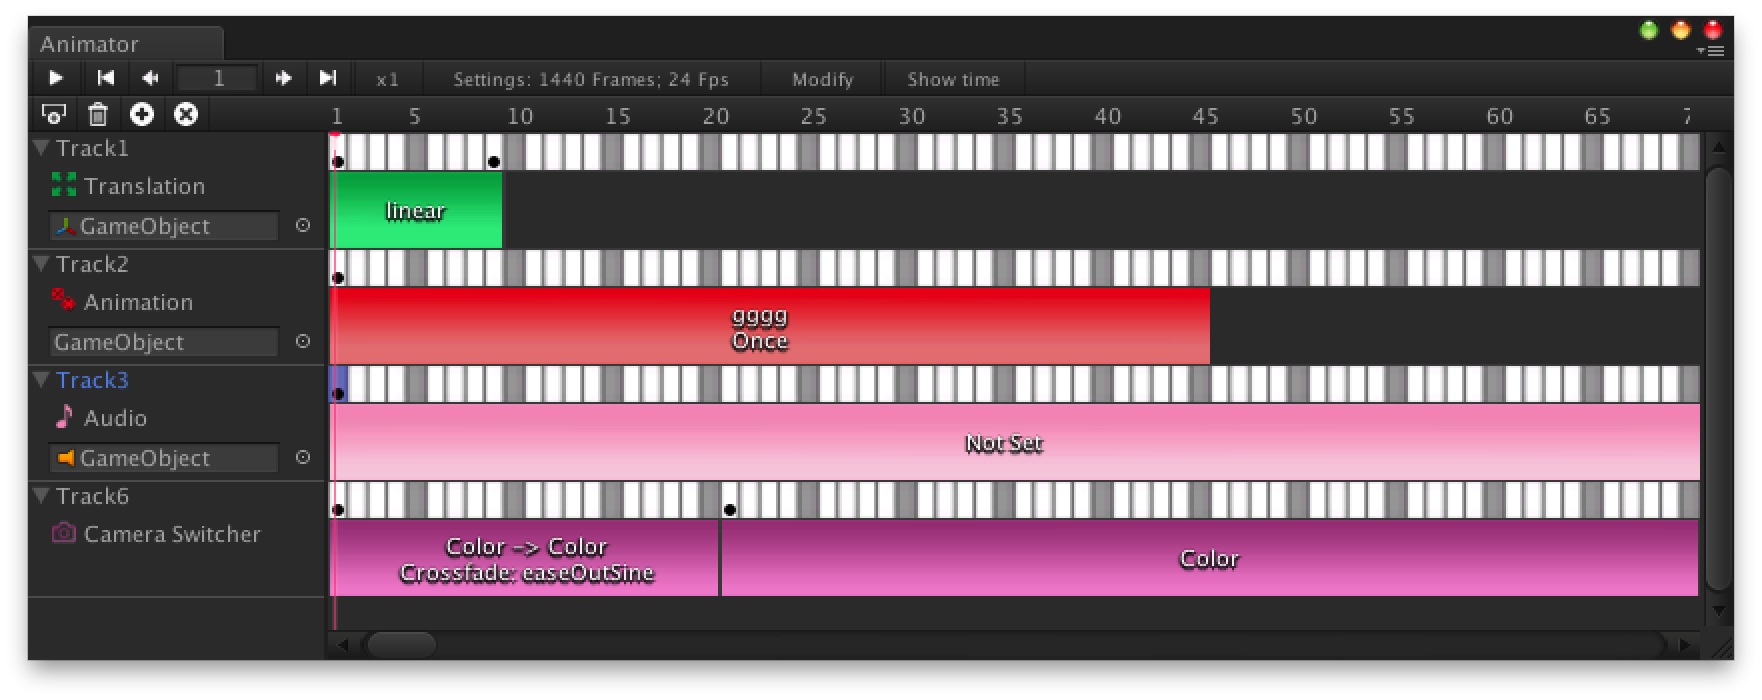 Animator
1 x1 Settings: 1440 Frames; 24 Fps Modify Show time
1 5 10 15 20 25 30 35 40 45 50 55 60 65 7
Track1
Translation
linear
GameObject
Track2
Animation
gggg
Once
GameObject
Track3
Audio
Not Set
GameObject
Track6
Camera Switcher
Color -> Color
Crossfade: easeOutSine
Color